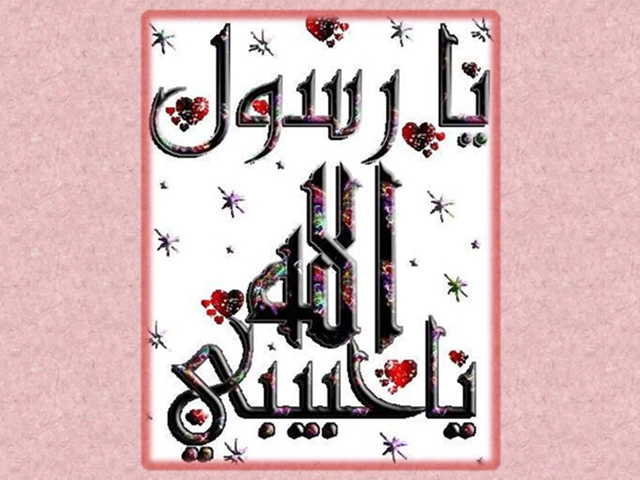 يا رسول
الله
يا حبيبي